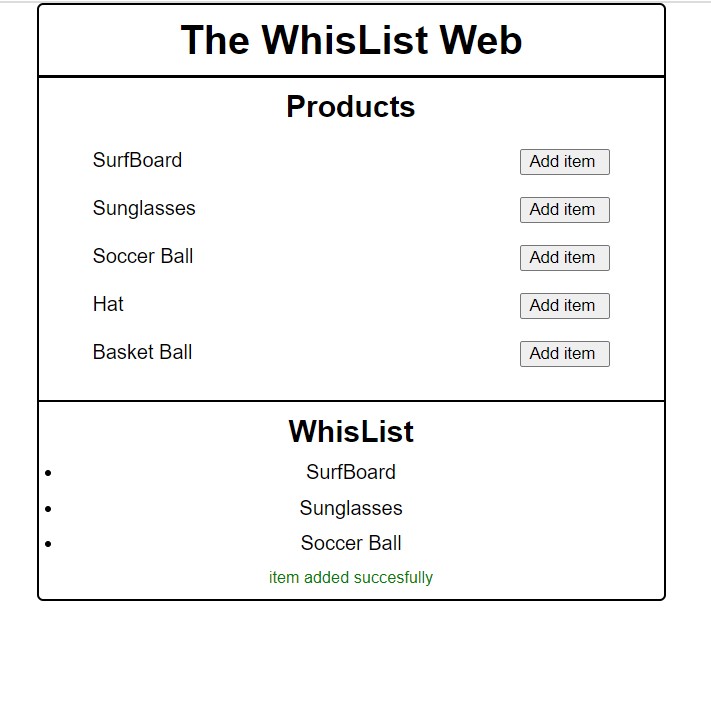 The WhisList Web
Products
SurfBoard Add item
Sunglasses Add item
Soccer Ball Add item
Hat Add item
Basket Ball Add item
WhisList
• SurfBoard
• Sunglasses
• Soccer Ball
item added succesfully